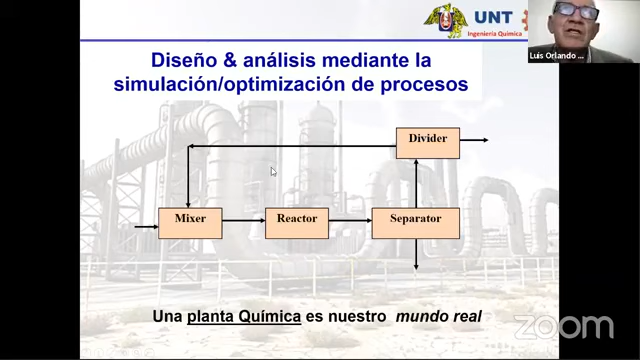 UNT
Ingeniería Química
Luis Orlando ...
Diseño & análisis mediante la
simulación/optimización de procesos
Divider
Mixer
Reactor
Separator
Una planta Química es nuestro mundo real
zoom